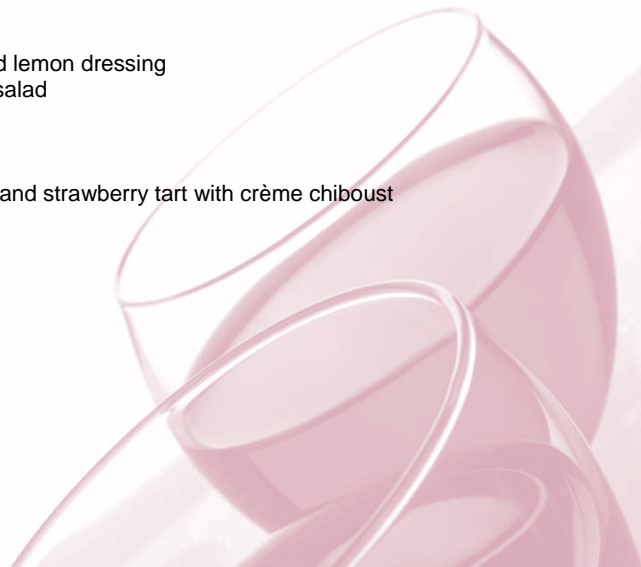 lemon dressing
salad
and strawberry tart with crème chiboust